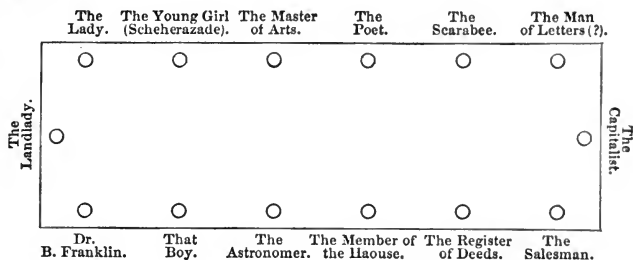 The
Lady.
The Young Girl
(Scheherazade).
The Master
of Arts.
The
Poet.
The
Scarabee.
The Man
of Letters(?).
The
Landlady.
The
Capitalist.
Dr.
B. Franklin.
That
Boy.
The
Astronomer.
The Member of
the Haouse.
The Register
of Deeds.
The
Salesman.